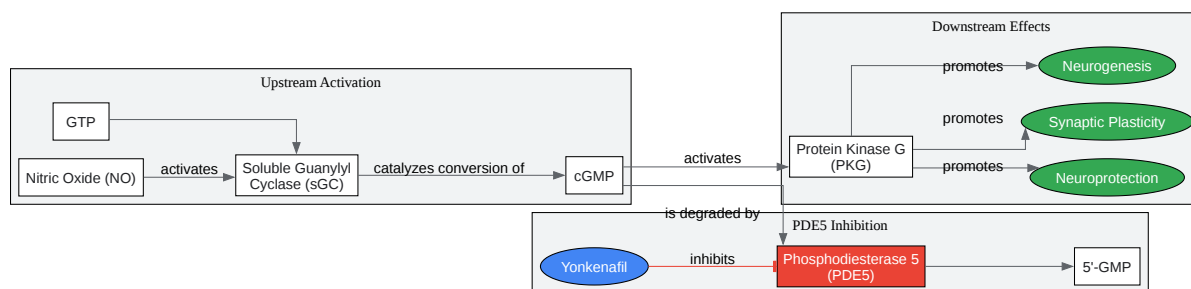 Downstream Effects
Neurogenesis
promotes
Upstream Activation
GTP
Synaptic Plasticity
promotes
Protein Kinase G
(PKG)
Nitric Oxide (NO)
activates
Soluble Guanylyl
Cyclase (sGC)
catalyzes conversion of
cGMP
activates
promotes
Neuroprotection
is degraded by
PDE5 Inhibition
Yonkenafil
inhibits
Phosphodiesterase 5
(PDE5)
5'-GMP